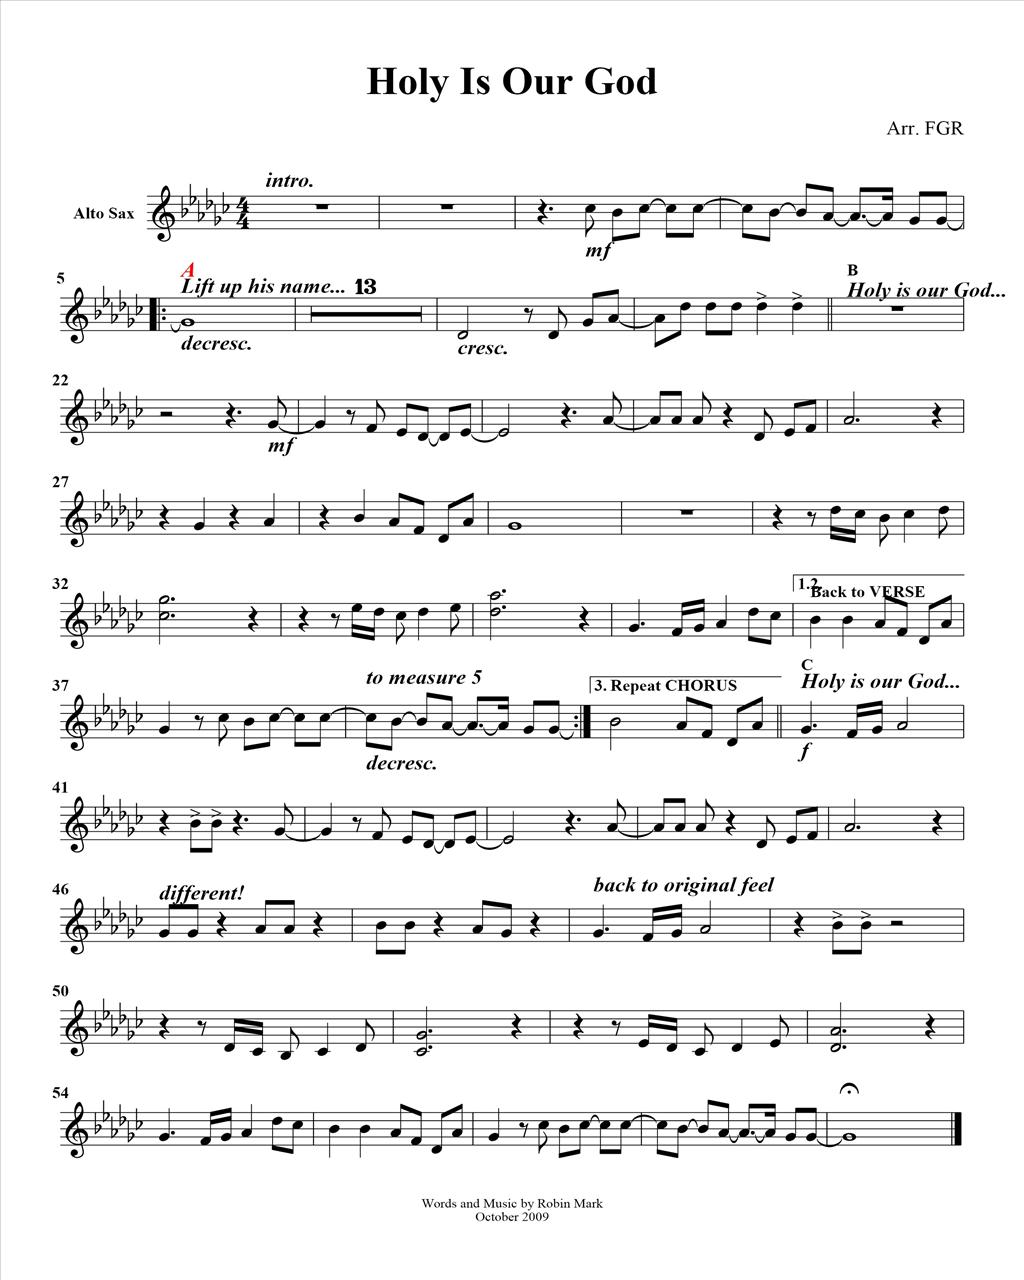 Holy Is Our God
Arr. FGR
intro.
Alto Sax
4
4
mf
5
A
Lift up his name... 13
B
Holy is our God...
decresc.
cresc.
22
mf
27
32
1.2.
Back to VERSE
37
to measure 5
3. Repeat CHORUS
C
Holy is our God...
decresc.
f
41
46
different!
back to original feel
50
54
Words and Music by Robin Mark
October 2009